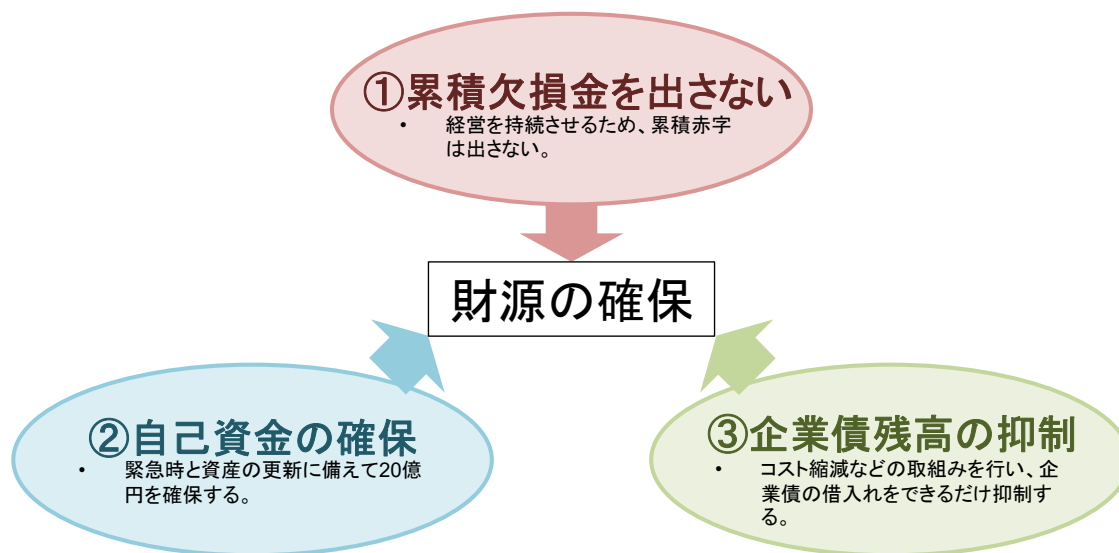 ①累積欠損金を出さない
• 経営を持続させるため、累積赤字
は出さない。
財源の確保
②自己資金の確保
• 緊急時と資産の更新に備えて20億
円を確保する。
③企業債残高の抑制
• コスト縮減などの取組みを行い、企
業債の借入れをできるだけ抑制す
る。